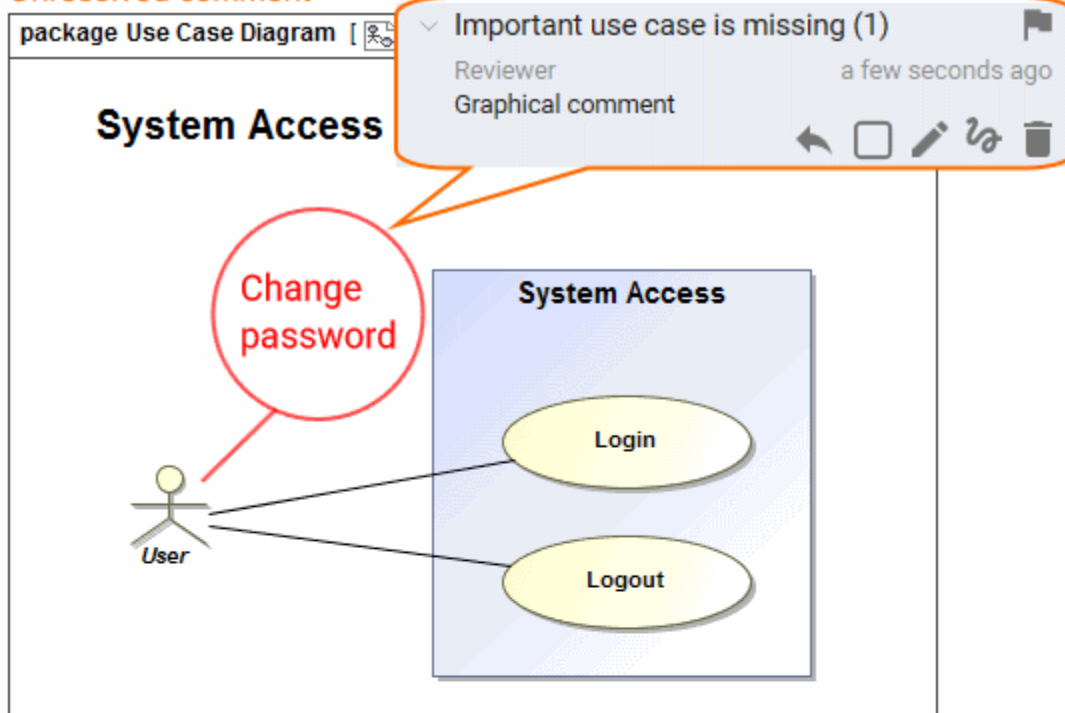 package Use Case Diagram [
Important use case is missing (1)
Reviewer
a few seconds ago
Graphical comment
System Access
Change
password
System Access
Login
Logout
User